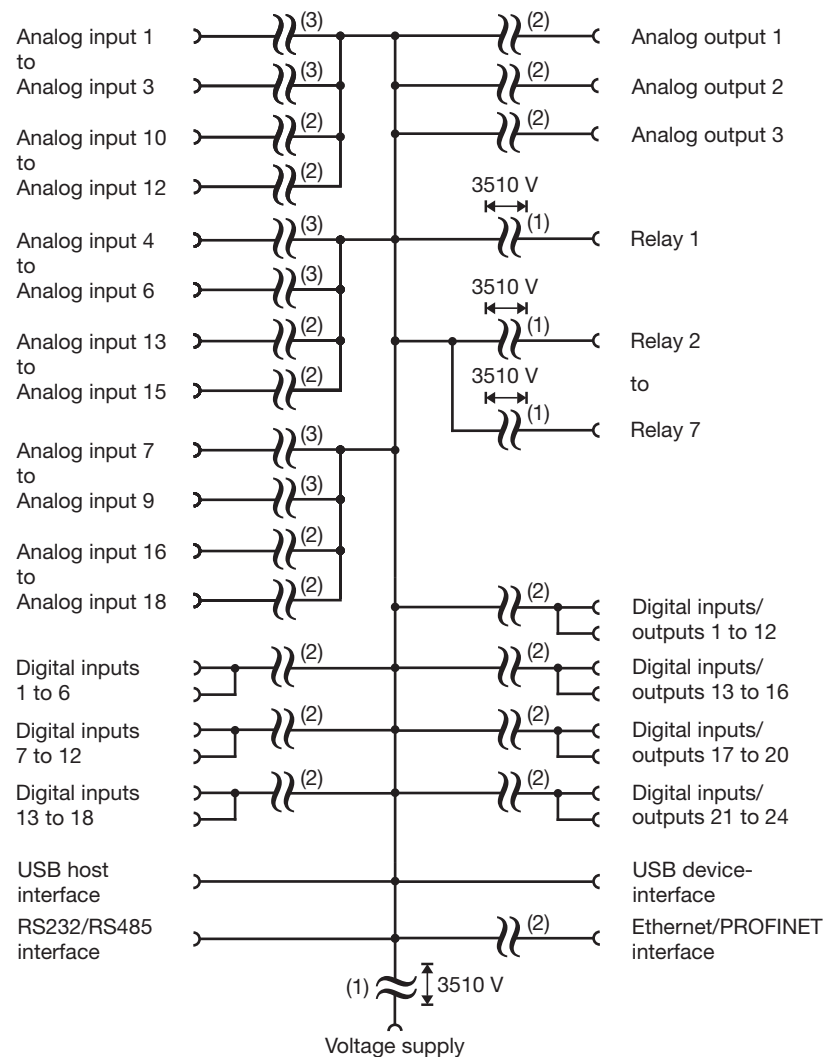 Analog input 1
to
Analog input 3
Analog input 10
to
Analog input 12
Analog input 4
to
Analog input 6
Analog input 13
to
Analog input 15
Analog input 7
to
Analog input 9
Analog input 16
to
Analog input 18
Digital inputs
1 to 6
Digital inputs
7 to 12
Digital inputs
13 to 18
USB host
interface
RS232/RS485
interface
(3)
(3)
(2)
(2)
(3)
(3)
(2)
(2)
(3)
(3)
(2)
(2)
(2)
(2)
(2)
(2)
Analog output 1
(2)
Analog output 2
(2)
Analog output 3
3510 V
(1)
Relay 1
3510 V
(1)
Relay 2
to
3510 V
(1)
Relay 7
(2)
Digital inputs/
outputs 1 to 12
(2)
Digital inputs/
outputs 13 to 16
(2)
Digital inputs/
outputs 17 to 20
(2)
Digital inputs/
outputs 21 to 24
USB device-
interface
(2)
Ethernet/PROFINET
interface
(1)
3510 V
Voltage supply